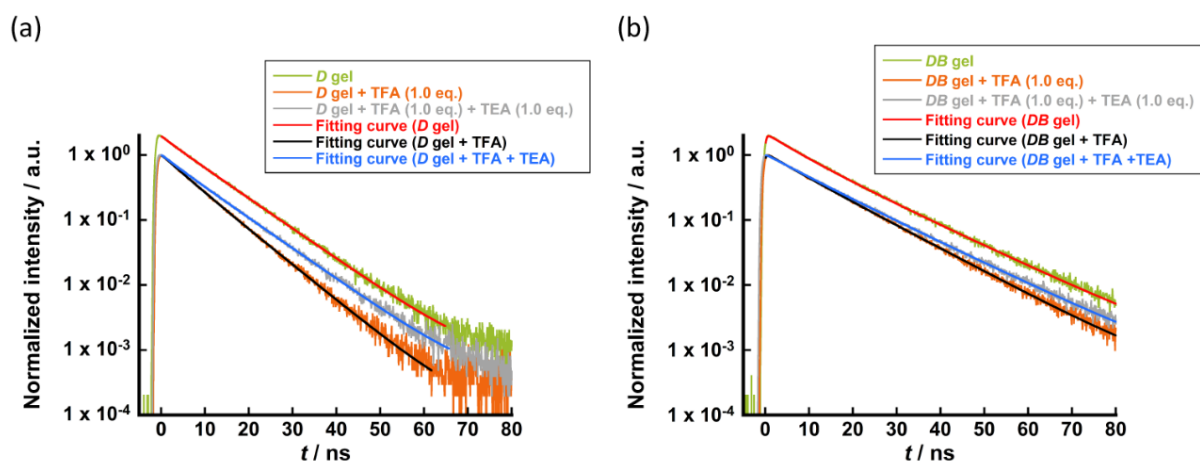 (a)
D gel
D gel + TFA (1.0 eq.)
D gel + TFA (1.0 eq.) + TEA (1.0 eq.)
Fitting curve (D gel)
Fitting curve (D gel + TFA)
Fitting curve (D gel + TFA + TEA)
Normalized intensity / a.u.
1 x 10⁰
1 x 10⁻¹
1 x 10⁻²
1 x 10⁻³
1 x 10⁻⁴
0 10 20 30 40 50 60 70 80
t / ns
(b)
DB gel
DB gel + TFA (1.0 eq.)
DB gel + TFA (1.0 eq.) + TEA (1.0 eq.)
Fitting curve (DB gel)
Fitting curve (DB gel + TFA)
Fitting curve (DB gel + TFA +TEA)
Normalized intensity / a.u.
1 x 10⁰
1 x 10⁻¹
1 x 10⁻²
1 x 10⁻³
1 x 10⁻⁴
0 10 20 30 40 50 60 70 80
t / ns